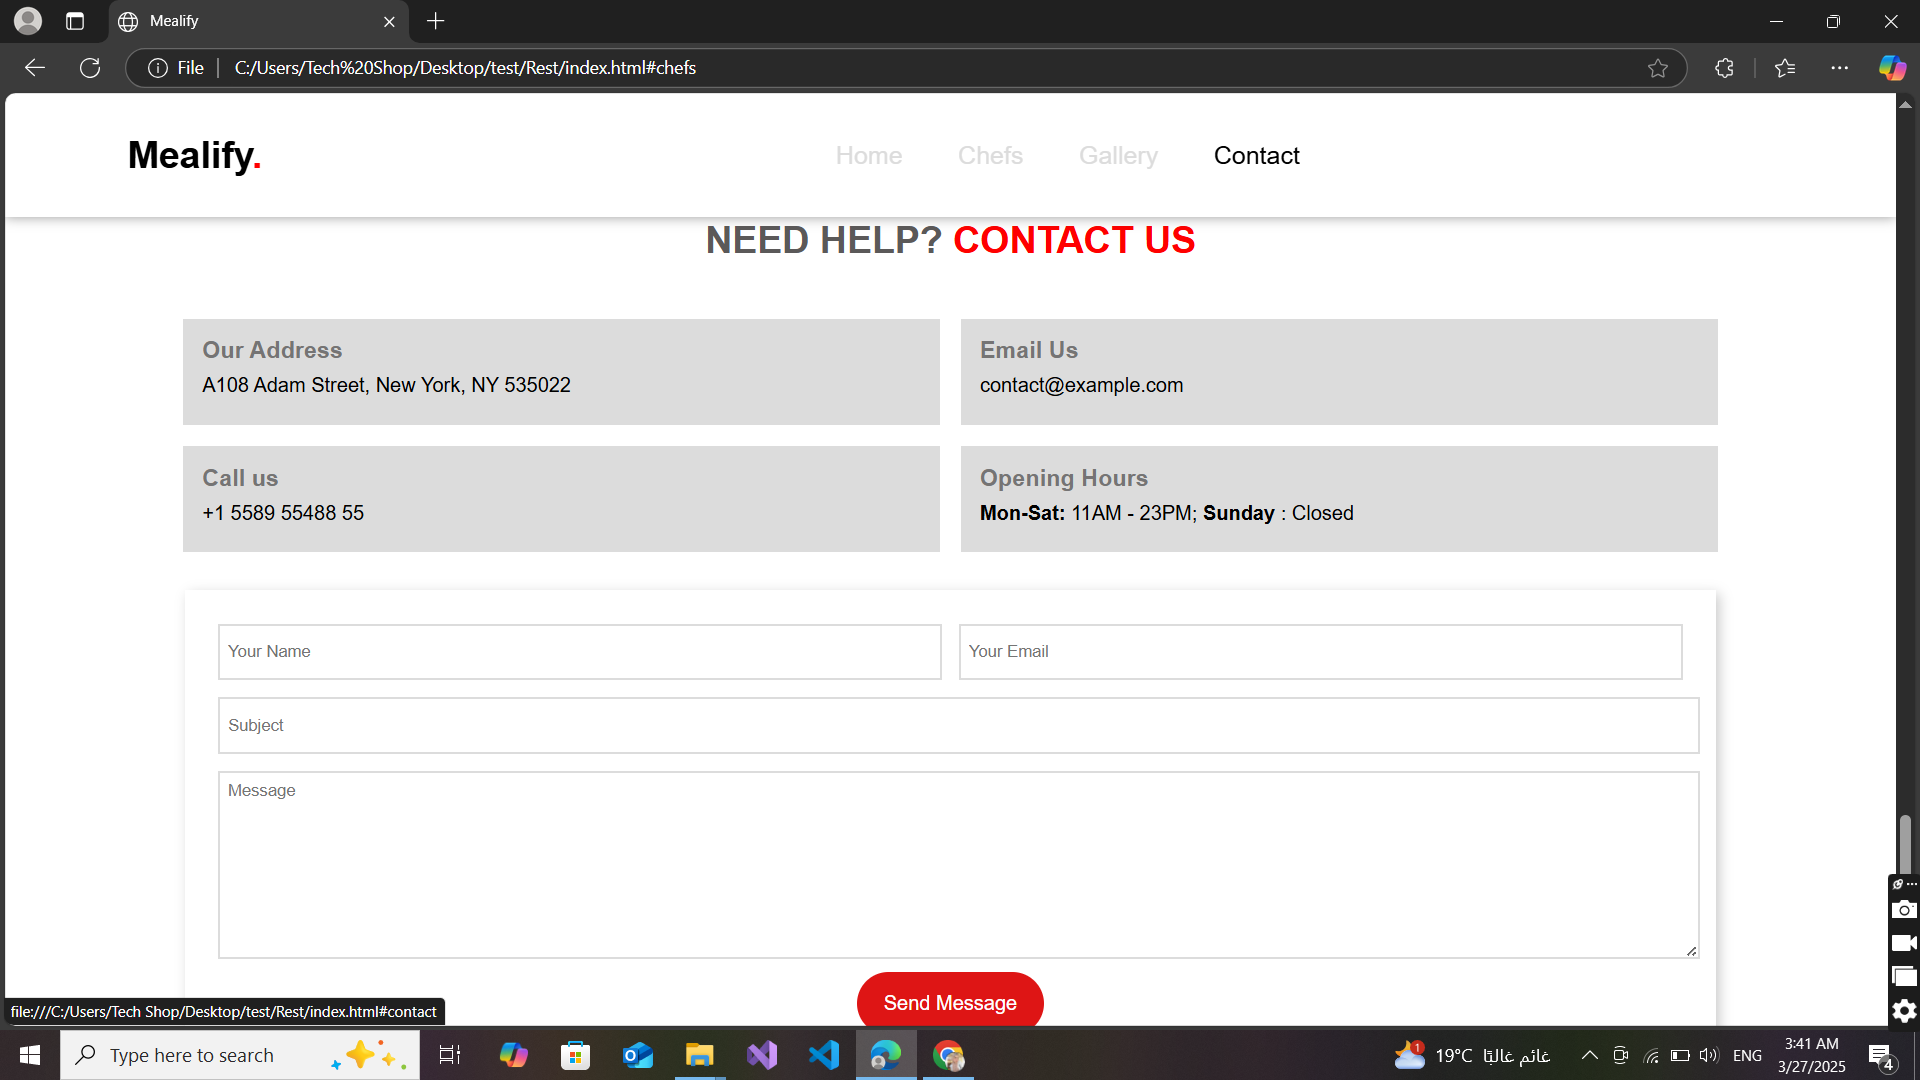 Mealify
File C:/Users/Tech%20Shop/Desktop/test/Rest/index.html#chefs
Mealify.
Home Chefs Gallery Contact
NEED HELP? CONTACT US
Our Address
A108 Adam Street, New York, NY 535022
Email Us
contact@example.com
Call us
+1 5589 55488 55
Opening Hours
Mon-Sat: 11AM - 23PM; Sunday : Closed
Your Name
Your Email
Subject
Message
Send Message
file:///C:/Users/Tech Shop/Desktop/test/Rest/index.html#contact
Type here to search
1
19°C غائم غالبًا
ENG
3:41 AM
3/27/2025
4